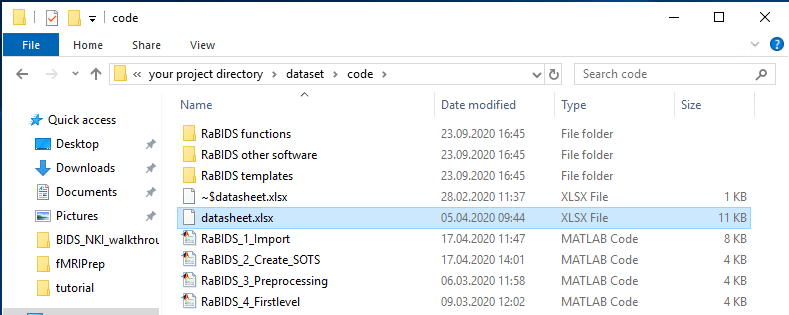 code
File Home Share View
« your project directory > dataset > code > Search code
Name Date modified Type Size
Quick access
Desktop
Downloads
Documents
Pictures
BIDS_NKI_walkthrou
fMRIPrep
tutorial
RaBIDS functions 23.09.2020 16:45 File folder
RaBIDS other software 23.09.2020 16:45 File folder
RaBIDS templates 23.09.2020 16:45 File folder
~$datasheet.xlsx 28.02.2020 11:37 XLSX File 1 KB
datasheet.xlsx 05.04.2020 09:44 XLSX File 11 KB
RaBIDS_1_Import 17.04.2020 11:47 MATLAB Code 8 KB
RaBIDS_2_Create_SOTS 17.04.2020 14:01 MATLAB Code 4 KB
RaBIDS_3_Preprocessing 06.03.2020 11:58 MATLAB Code 4 KB
RaBIDS_4_Firstlevel 09.03.2020 12:02 MATLAB Code 4 KB